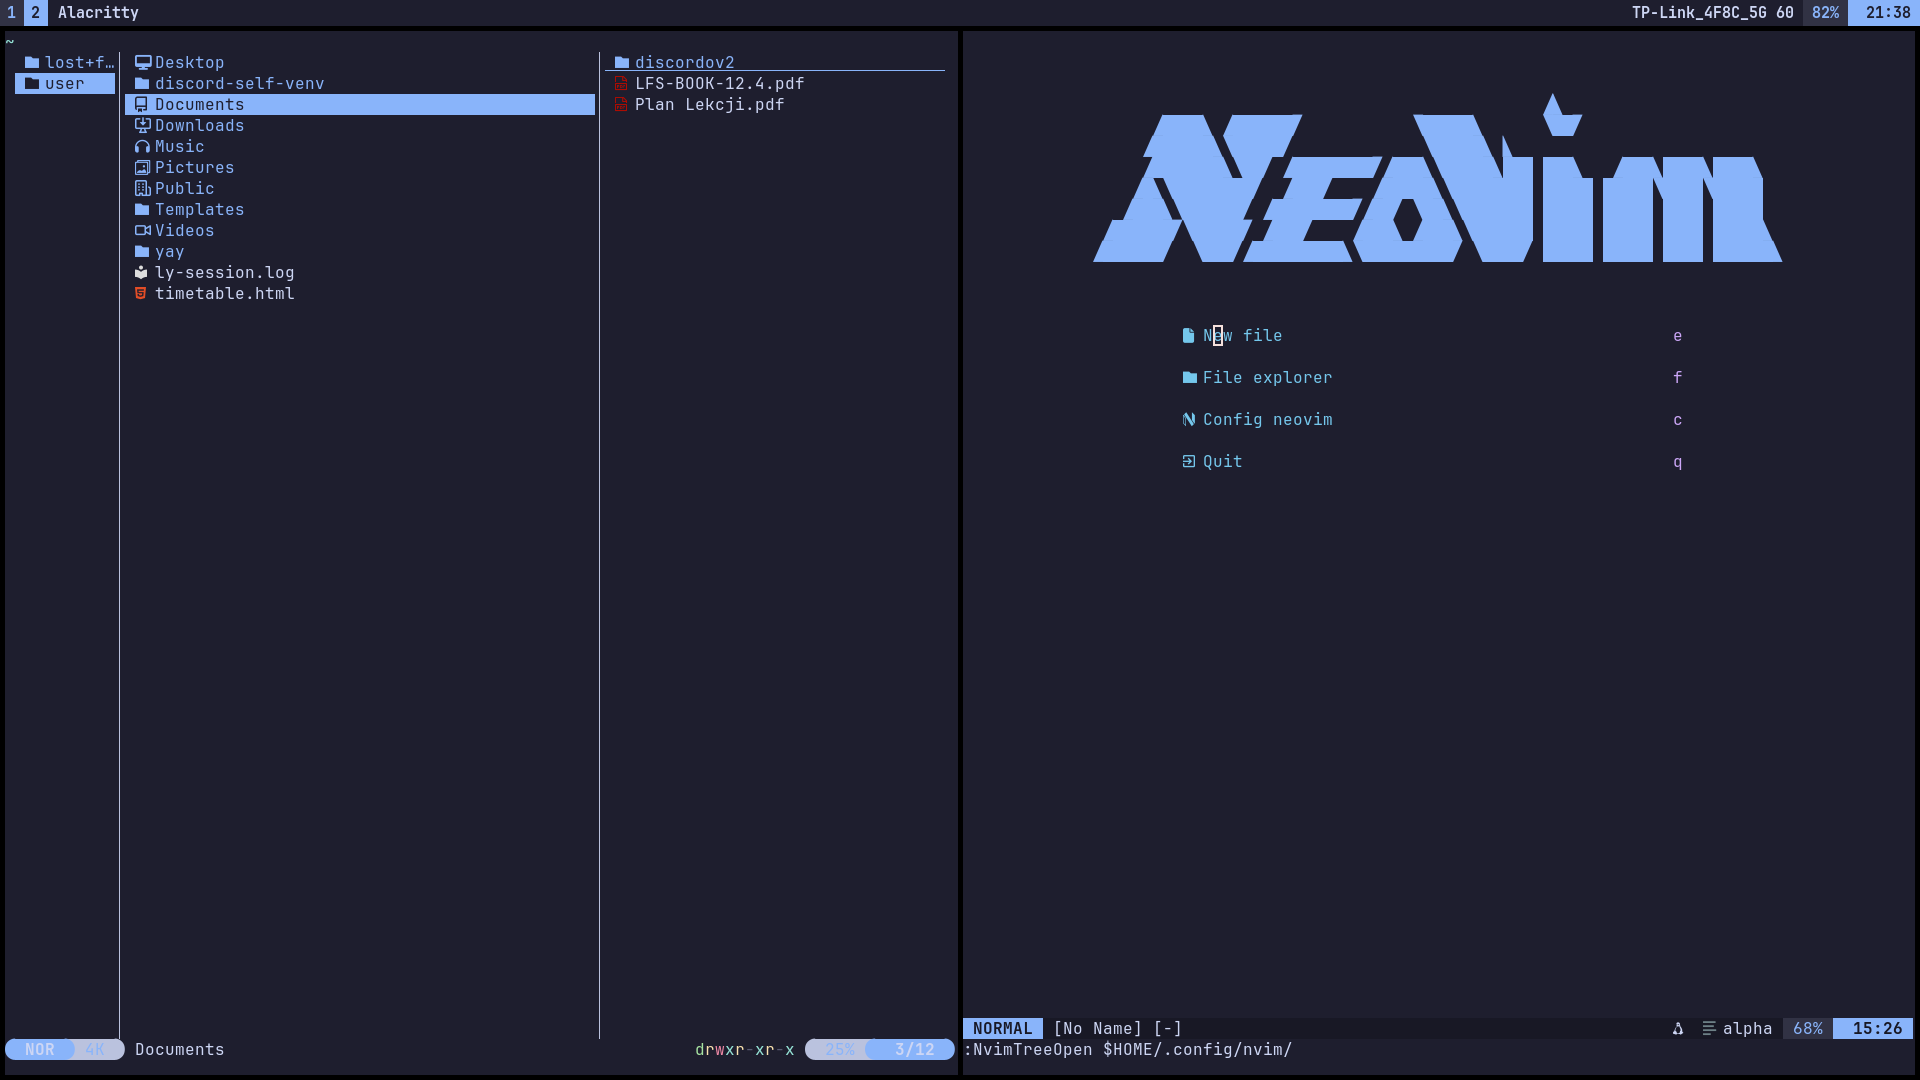 1 2 Alacritty TP-Link_4F8C_5G 60 82% 21:38
~
lost+f…
user
Desktop
discord-self-venv
Documents
Downloads
Music
Pictures
Public
Templates
Videos
yay
ly-session.log
timetable.html
discordov2
LFS-BOOK-12.4.pdf
Plan Lekcji.pdf
NOR 4K Documents drwxr-xr-x 25% 3/12
NEOVIM
New file e
File explorer f
Config neovim c
Quit q
NORMAL [No Name] [-] alpha 68% 15:26
:NvimTreeOpen $HOME/.config/nvim/